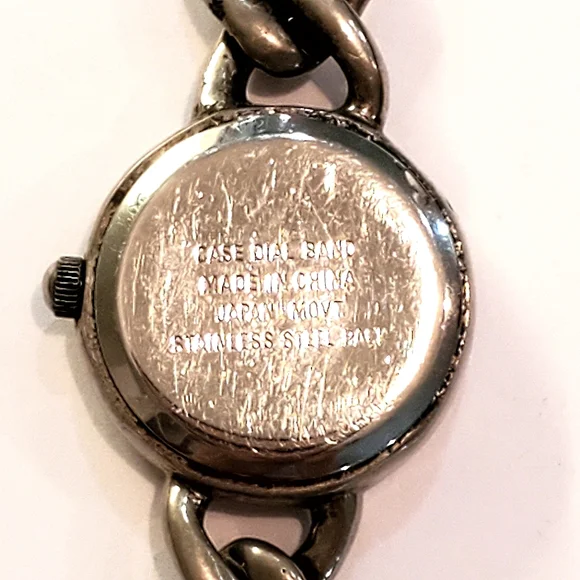 CASE DIAL BAND
MADE IN CHINA
JAPAN MOVT
STAINLESS STEEL BACK